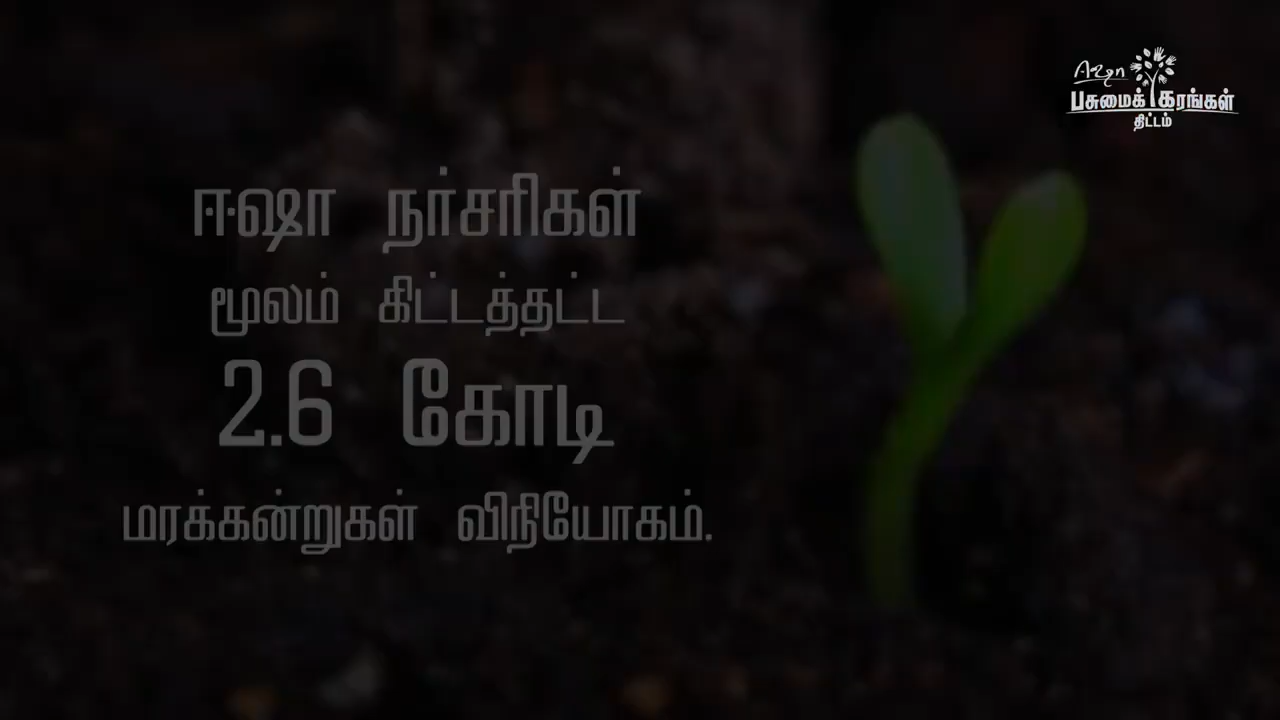 ஈஷா
பசுமைக் கரங்கள்
திட்டம்
ஈஷா நர்சரிகள்
மூலம் கிட்டத்தட்ட
2.6 கோடி
மரக்கன்றுகள் விநியோகம்.